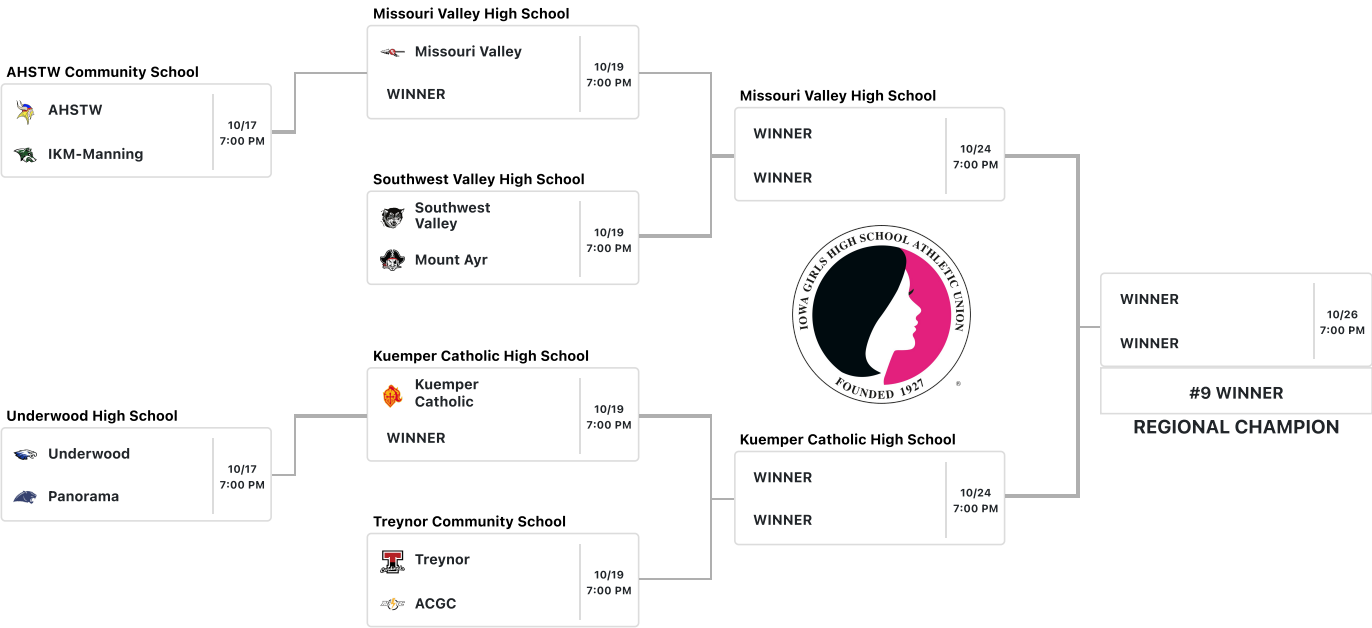 AHSTW Community School
AHSTW
IKM-Manning
10/17
7:00 PM
Underwood High School
Underwood
Panorama
10/17
7:00 PM
Missouri Valley High School
Missouri Valley
WINNER
10/19
7:00 PM
Southwest Valley High School
Southwest
Valley
Mount Ayr
10/19
7:00 PM
Kuemper Catholic High School
Kuemper
Catholic
WINNER
10/19
7:00 PM
Treynor Community School
Treynor
ACGC
10/19
7:00 PM
Missouri Valley High School
WINNER
WINNER
10/24
7:00 PM
IOWA GIRLS HIGH SCHOOL ATHLETIC UNION
FOUNDED 1927
®
Kuemper Catholic High School
WINNER
WINNER
10/24
7:00 PM
WINNER
WINNER
10/26
7:00 PM
#9 WINNER
REGIONAL CHAMPION